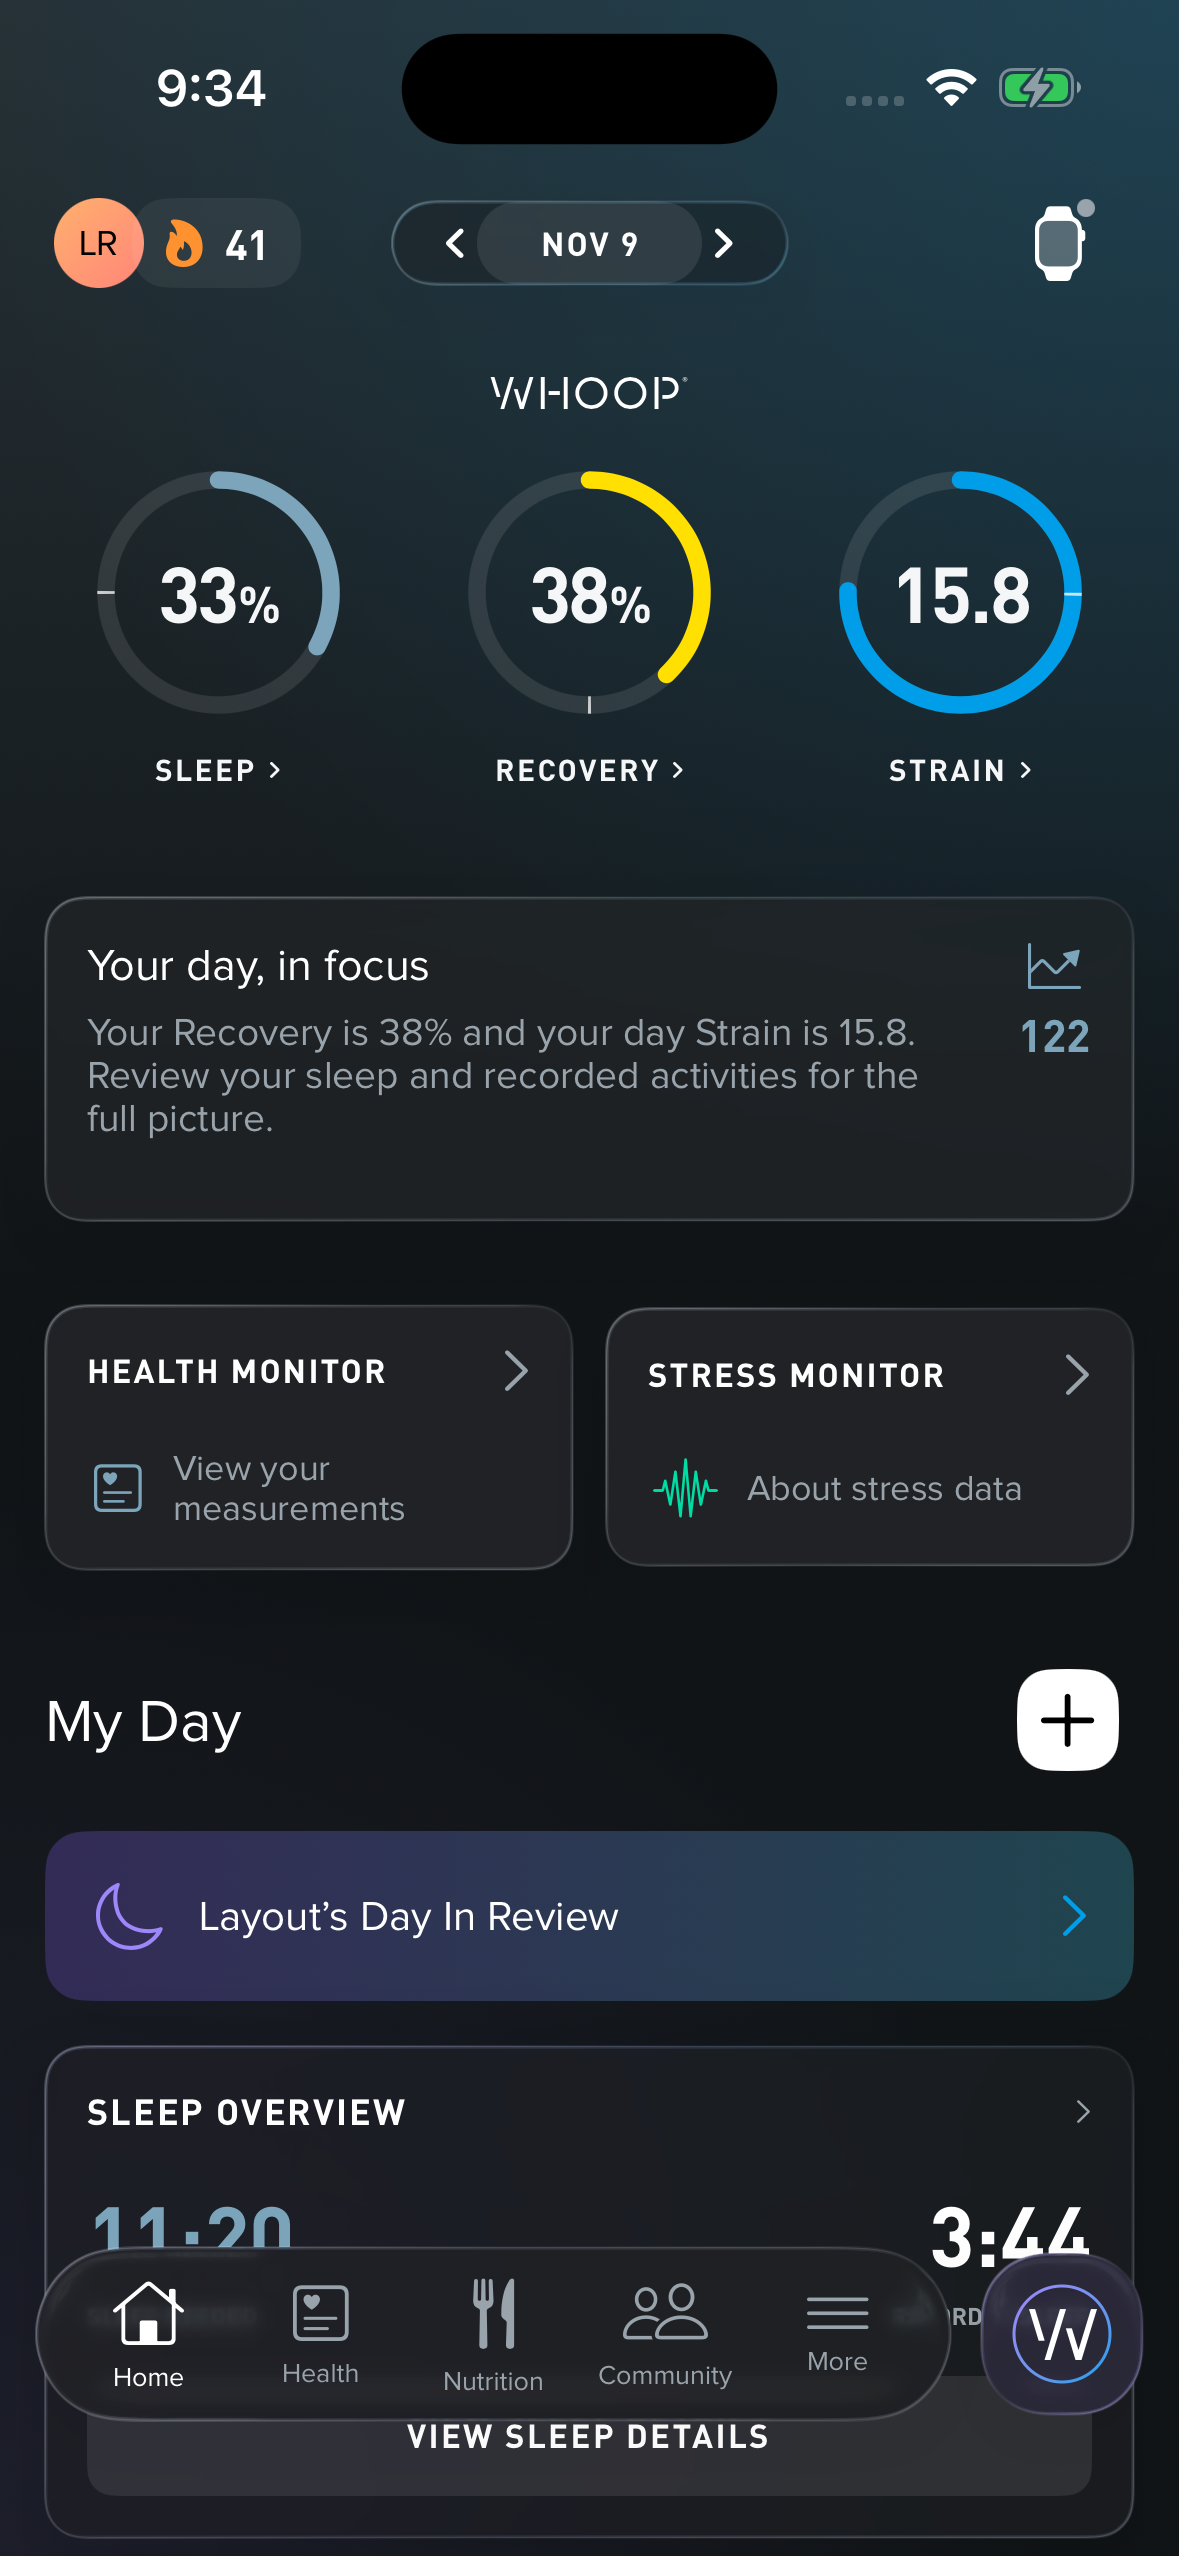 9:34
LR
41
NOV 9
WHOOP®
33%
38%
15.8
SLEEP
RECOVERY
STRAIN
Your day, in focus
Your Recovery is 38% and your day Strain is 15.8.
Review your sleep and recorded activities for the
full picture.
122
HEALTH MONITOR
View your
measurements
STRESS MONITOR
About stress data
My Day
Layout’s Day In Review
SLEEP OVERVIEW
11:20
3:44
Home
Health
Nutrition
Community
More
W
VIEW SLEEP DETAILS